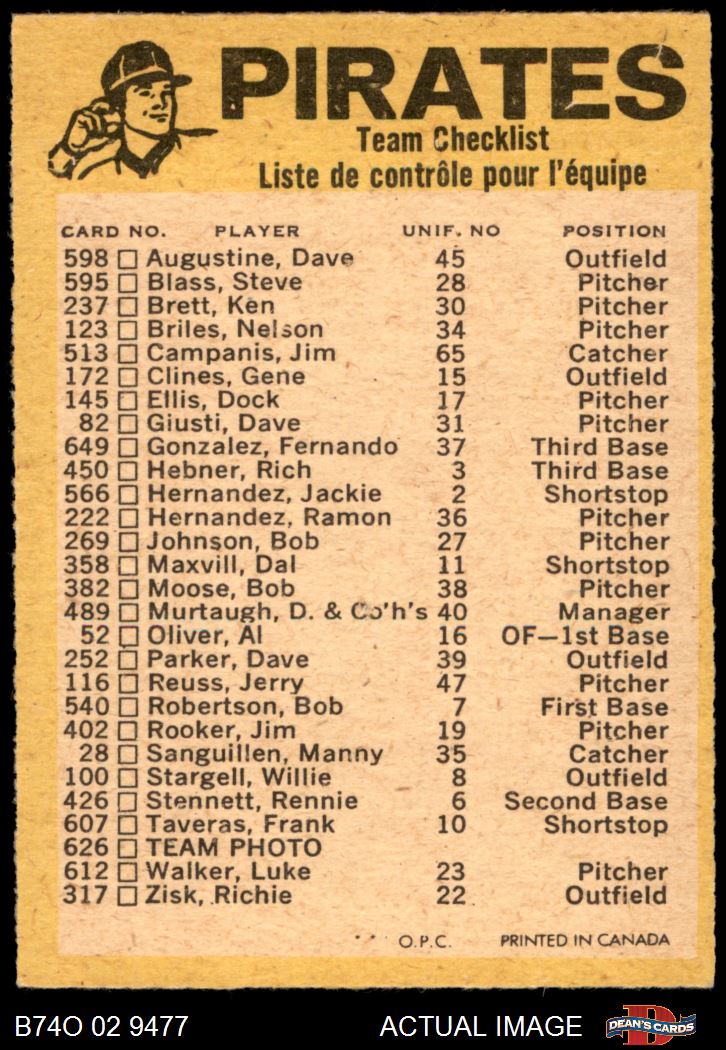 PIRATES
Team Checklist
Liste de contrôle pour l'équipe
CARD NO. PLAYER UNIF. NO POSITION
598 Augustine, Dave 45 Outfield
595 Blass, Steve 28 Pitcher
237 Brett, Ken 30 Pitcher
123 Briles, Nelson 34 Pitcher
513 Campanis, Jim 65 Catcher
172 Clines, Gene 15 Outfield
145 Ellis, Dock 17 Pitcher
82 Giusti, Dave 31 Pitcher
649 Gonzalez, Fernando 37 Third Base
450 Hebner, Rich 3 Third Base
566 Hernandez, Jackie 2 Shortstop
222 Hernandez, Ramon 36 Pitcher
269 Johnson, Bob 27 Pitcher
358 Maxvill, Dal 11 Shortstop
382 Moose, Bob 38 Pitcher
489 Murtaugh, D. & Co'h's 40 Manager
52 Oliver, Al 16 OF—1st Base
252 Parker, Dave 39 Outfield
116 Reuss, Jerry 47 Pitcher
540 Robertson, Bob 7 First Base
402 Rooker, Jim 19 Pitcher
28 Sanguillen, Manny 35 Catcher
100 Stargell, Willie 8 Outfield
426 Stennett, Rennie 6 Second Base
607 Taveras, Frank 10 Shortstop
626 TEAM PHOTO
612 Walker, Luke 23 Pitcher
317 Zisk, Richie 22 Outfield
O.P.C. PRINTED IN CANADA
B74O 02 9477 ACTUAL IMAGE DEAN'S CARDS